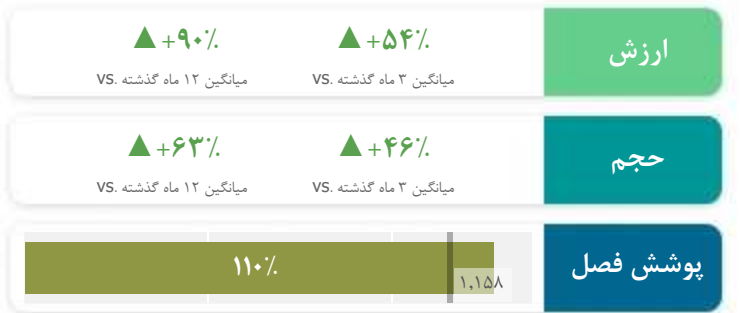 ارزش
▲ +۵۴٪ ▲ +۹۰٪
میانگین ۳ ماه گذشته .VS میانگین ۱۲ ماه گذشته .VS
حجم
▲ +۴۶٪ ▲ +۶۳٪
میانگین ۳ ماه گذشته .VS میانگین ۱۲ ماه گذشته .VS
پوشش فصل
۱۱۰٪
۱,۱۵۸